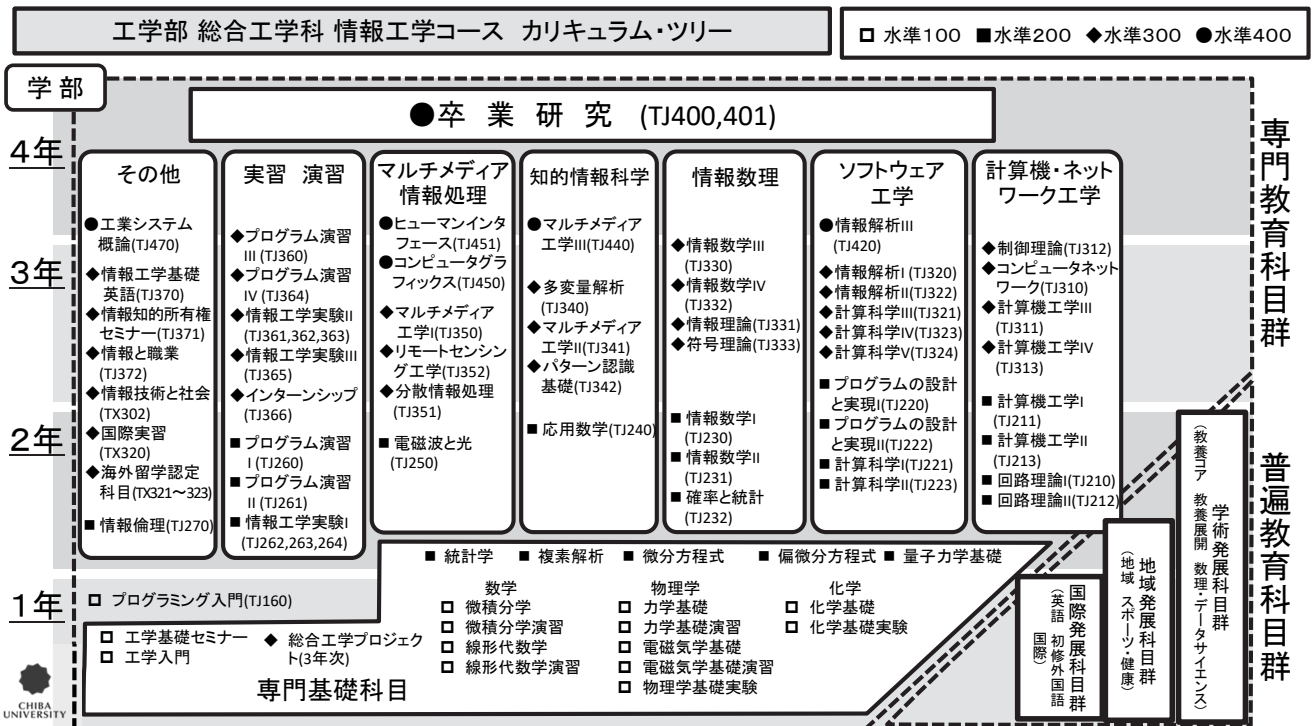 工学部 総合工学科 情報工学コース カリキュラム・ツリー
□ 水準100 ■水準200 ◆水準300 ●水準400
学 部
●卒 業 研 究 (TJ400,401)
4年
3年
2年
1年
その他
●工業システム
概論(TJ470)
◆情報工学基礎
英語(TJ370)
◆情報知的所有権
セミナー(TJ371)
◆情報と職業
(TJ372)
◆情報技術と社会
(TX302)
◆国際実習
(TX320)
◆海外留学認定
科目(TX321〜323)
■ 情報倫理(TJ270)
実習 演習
◆プログラム演習
III (TJ360)
◆プログラム演習
IV (TJ364)
◆情報工学実験II
(TJ361,362,363)
◆情報工学実験III
(TJ365)
◆インターンシップ
(TJ366)
■ プログラム演習
I (TJ260)
■ プログラム演習
II (TJ261)
■ 情報工学実験I
(TJ262,263,264)
マルチメディア
情報処理
●ヒューマンインタ
フェース(TJ451)
●コンピュータグラ
フィックス(TJ450)
◆マルチメディア
工学I(TJ350)
◆リモートセンシン
グ工学(TJ352)
◆分散情報処理
(TJ351)
■ 電磁波と光
(TJ250)
知的情報科学
●マルチメディア
工学III(TJ440)
◆多変量解析
(TJ340)
◆マルチメディア
工学II(TJ341)
◆パターン認識
基礎(TJ342)
■ 応用数学(TJ240)
情報数理
◆情報数学III
(TJ330)
◆情報数学IV
(TJ332)
◆情報理論(TJ331)
◆符号理論(TJ333)
■ 情報数学I
(TJ230)
■ 情報数学II
(TJ231)
■ 確率と統計
(TJ232)
ソフトウェア
工学
●情報解析III
(TJ420)
◆情報解析I (TJ320)
◆情報解析II(TJ322)
◆計算科学III(TJ321)
◆計算科学IV(TJ323)
◆計算科学V(TJ324)
■ プログラムの設計
と実現I(TJ220)
■ プログラムの設計
と実現II(TJ222)
■ 計算科学I(TJ221)
■ 計算科学II(TJ223)
計算機・ネット
ワーク工学
◆制御理論(TJ312)
◆コンピュータネット
ワーク(TJ310)
◆計算機工学III
(TJ311)
◆計算機工学IV
(TJ313)
■ 計算機工学I
(TJ211)
■ 計算機工学II
(TJ213)
■ 回路理論I(TJ210)
■ 回路理論II(TJ212)
専門教育科目群
普遍教育科目群
学術発展科目群
(教養コア 教養展開 数理・データサイエンス)
地域発展科目群
(地域 スポーツ・健康)
国際発展科目群
(英語 初修外国語
国際)
■ 統計学 ■ 複素解析 ■ 微分方程式 ■ 偏微分方程式 ■ 量子力学基礎
□ プログラミング入門(TJ160)
□ 工学基礎セミナー
□ 工学入門
◆ 総合工学プロジェク
ト(3年次)
専門基礎科目
数学
□ 微積分学
□ 微積分学演習
□ 線形代数学
□ 線形代数学演習
物理学
□ 力学基礎
□ 力学基礎演習
□ 電磁気学基礎
□ 電磁気学基礎演習
□ 物理学基礎実験
化学
□ 化学基礎
□ 化学基礎実験
CHIBA
UNIVERSITY